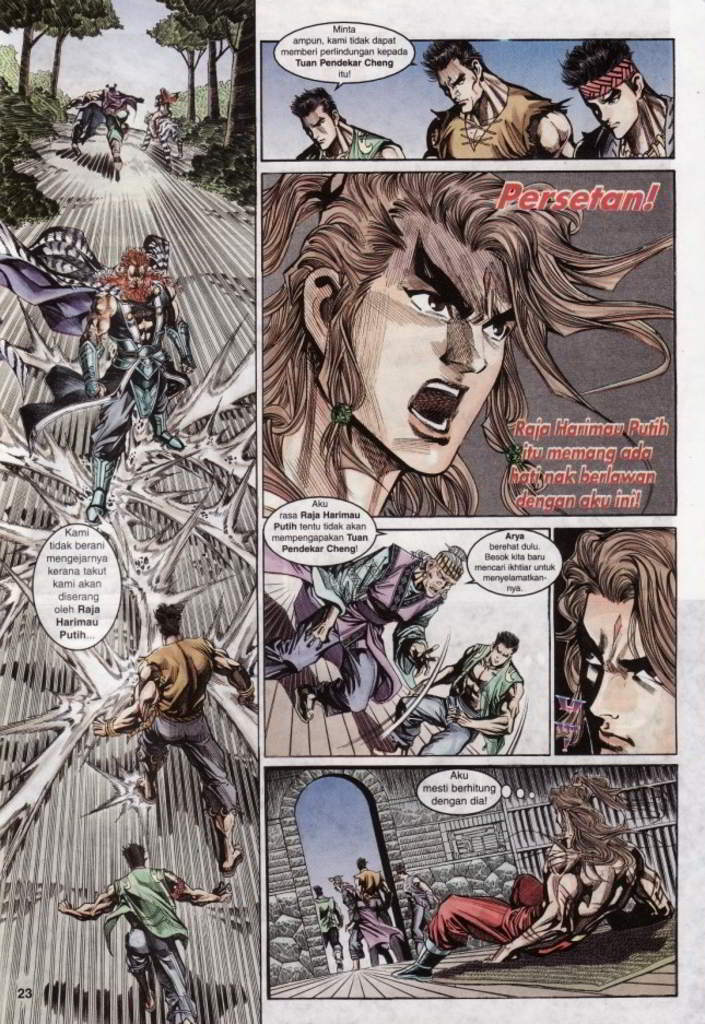 Kami
tidak berani
mengejarnya
kerana takut
kami akan
diserang
oleh Raja
Harimau
Putih...
Minta
ampun, kami tidak dapat
memberi perlindungan kepada
Tuan Pendekar Cheng
itu!
Persetan!
Raja Harimau Putih
itu memang ada
hati nak berlawan
dengan aku ini!
Aku
rasa Raja Harimau
Putih tentu tidak akan
mempengapakan Tuan
Pendekar Cheng!
Arya
berehat dulu.
Besok kita baru
mencari ikhtiar untuk
menyelamatkan-
nya.
Aku
mesti berhitung
dengan dia!
23